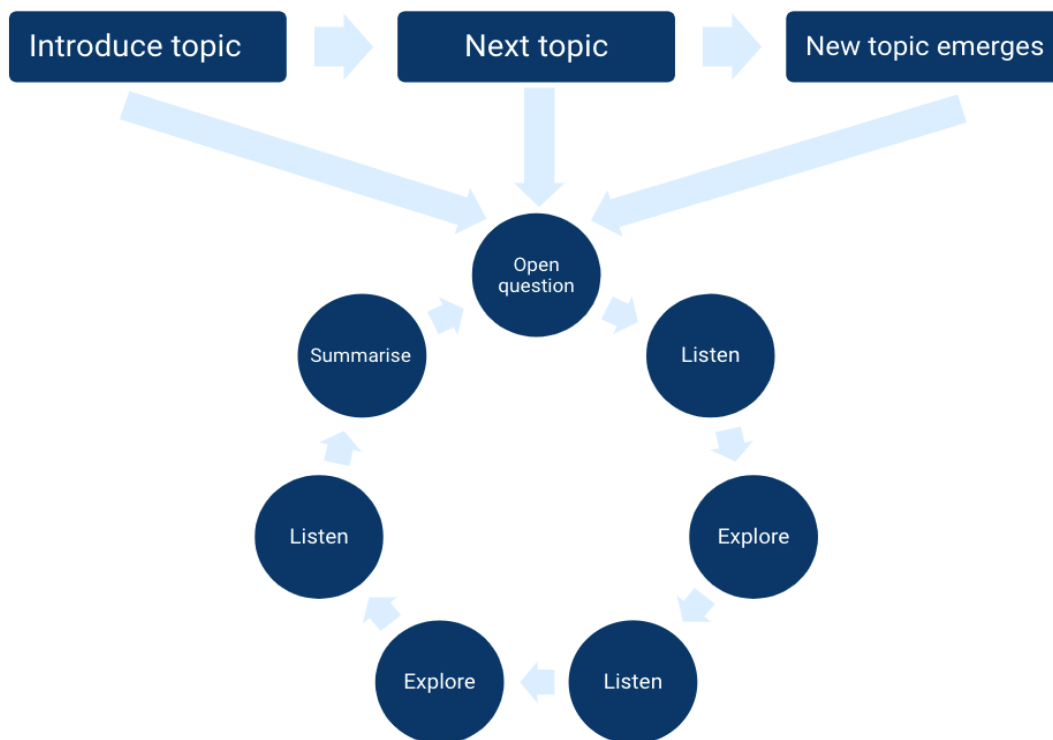 Introduce topic
Next topic
New topic emerges
Open
question
Listen
Explore
Listen
Explore
Listen
Summarise